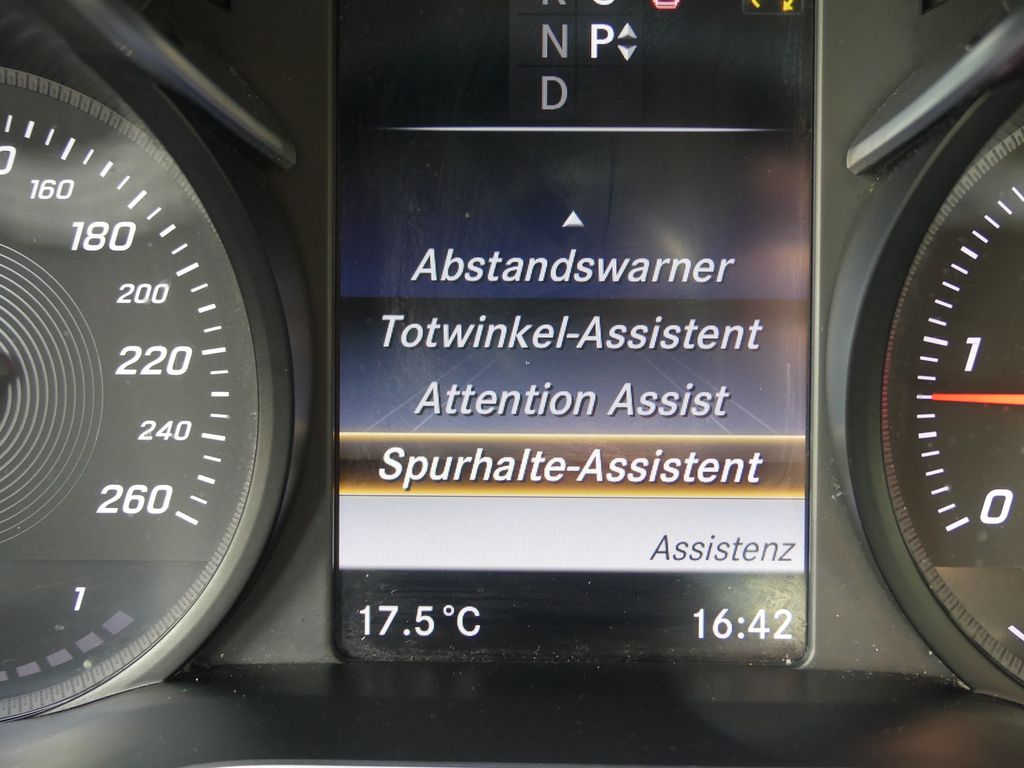 N P
D
160
180
Abstandswarner
200
Totwinkel-Assistent
220
1
Attention Assist
240
Spurhalte-Assistent
260
0
Assistenz
1
17.5°C
16:42